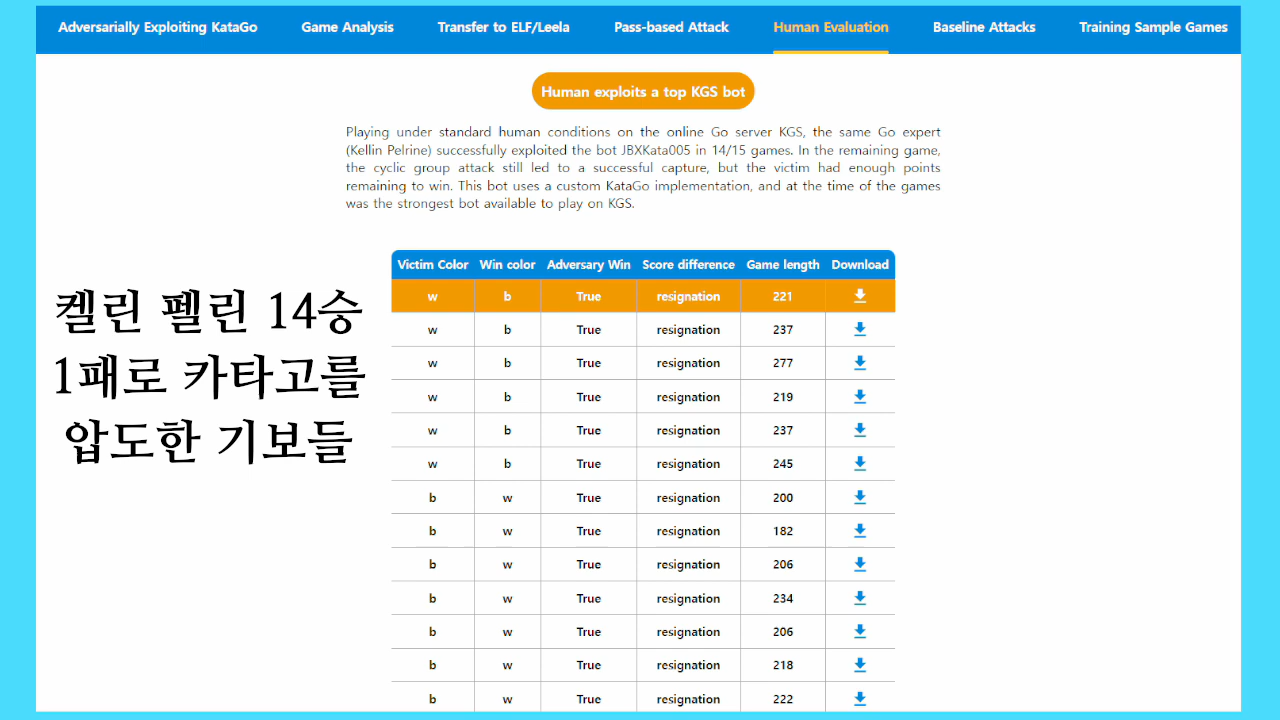 Adversarially Exploiting KataGo Game Analysis Transfer to ELF/Leela Pass-based Attack Human Evaluation Baseline Attacks Training Sample Games
Human exploits a top KGS bot
Playing under standard human conditions on the online Go server KGS, the same Go expert
(Kellin Pelrine) successfully exploited the bot JBXKata005 in 14/15 games. In the remaining game,
the cyclic group attack still led to a successful capture, but the victim had enough points
remaining to win. This bot uses a custom KataGo implementation, and at the time of the games
was the strongest bot available to play on KGS.
켈린 펠린 14승
1패로 카타고를
압도한 기보들
Victim Color Win color Adversary Win Score difference Game length Download
w b True resignation 221
w b True resignation 237
w b True resignation 277
w b True resignation 219
w b True resignation 237
w b True resignation 245
b w True resignation 200
b w True resignation 182
b w True resignation 206
b w True resignation 234
b w True resignation 206
b w True resignation 218
b w True resignation 222